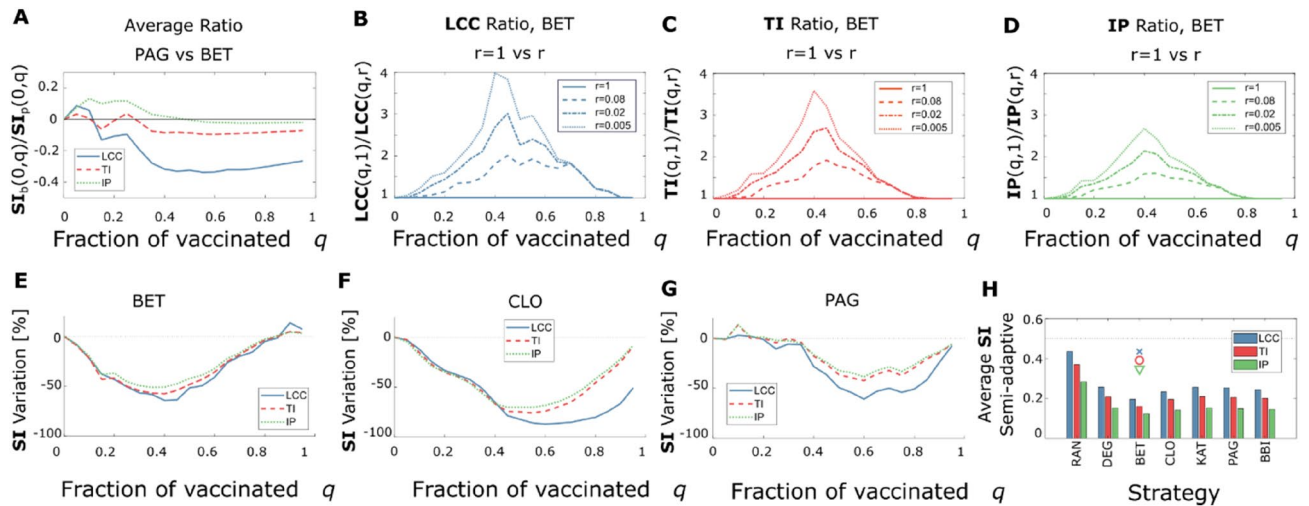 A
Average Ratio
PAG vs BET
SI_b(0,q)/SI_p(0,q)
0.2
0
-0.2
-0.4
LCC
TI
IP
0 0.2 0.4 0.6 0.8 1
Fraction of vaccinated q
B
LCC Ratio, BET
r=1 vs r
LCC(q,1)/LCC(q,r)
4
3
2
1
r=1
r=0.08
r=0.02
r=0.005
0 0.2 0.4 0.6 0.8 1
Fraction of vaccinated q
C
TI Ratio, BET
r=1 vs r
TI(q,1)/TI(q,r)
4
3
2
1
r=1
r=0.08
r=0.02
r=0.005
0 0.2 0.4 0.6 0.8 1
Fraction of vaccinated q
D
IP Ratio, BET
r=1 vs r
IP(q,1)/IP(q,r)
4
3
2
1
r=1
r=0.08
r=0.02
r=0.005
0 0.2 0.4 0.6 0.8 1
Fraction of vaccinated q
E
BET
SI Variation [%]
0
-50
-100
LCC
TI
IP
0 0.2 0.4 0.6 0.8 1
Fraction of vaccinated q
F
CLO
SI Variation [%]
0
-50
-100
LCC
TI
IP
0 0.2 0.4 0.6 0.8 1
Fraction of vaccinated q
G
PAG
SI Variation [%]
0
-50
-100
LCC
TI
IP
0 0.2 0.4 0.6 0.8 1
Fraction of vaccinated q
H
Average SI
Semi-adaptive
0.6
0.4
0.2
0
LCC
TI
IP
RAN DEG BET CLO KAT PAG BBI
Strategy